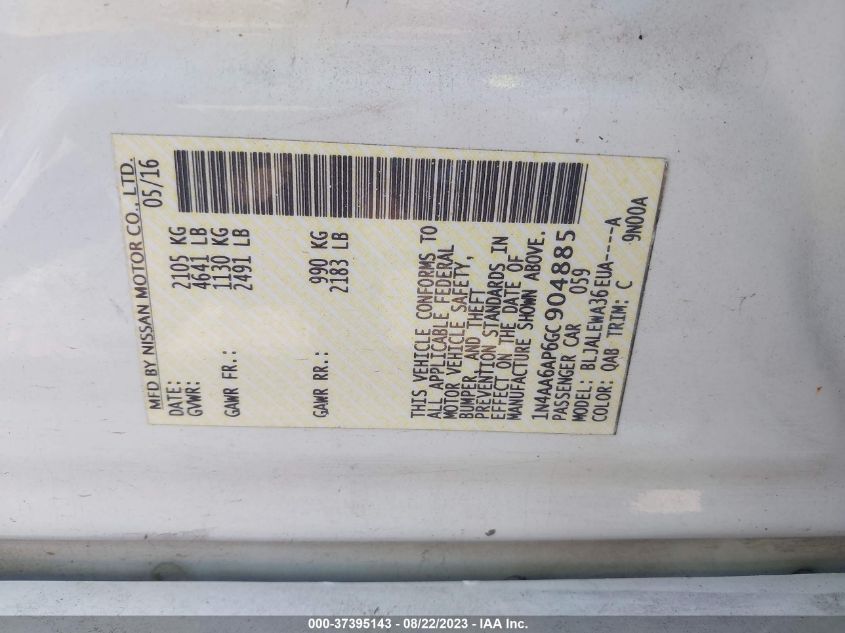 MFD BY NISSAN MOTOR CO., LTD.
DATE: 05/16
GVWR: 2105 KG
4641 LB
GAWR FR.: 1130 KG
2491 LB
GAWR RR.: 990 KG
2183 LB
THIS VEHICLE CONFORMS TO
ALL APPLICABLE FEDERAL
MOTOR VEHICLE SAFETY,
BUMPER, AND THEFT
PREVENTION STANDARDS IN
EFFECT ON THE DATE OF
MANUFACTURE SHOWN ABOVE.
1N4AA6AP6GC904885
PASSENGER CAR 059
MODEL: BLJALEWA36EUA----A
COLOR: QAB TRIM: C 9N00A
000-37395143 - 08/22/2023 - IAA Inc.